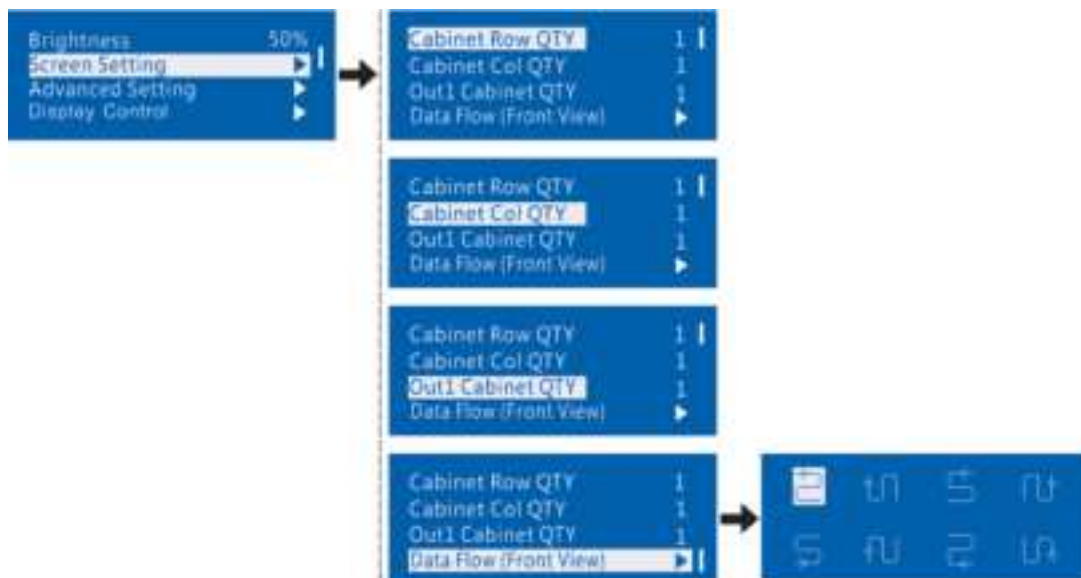 Brightness 50%
Screen Setting
Advanced Setting
Display Control
Cabinet Row QTY 1
Cabinet Col QTY 1
Out1 Cabinet QTY 1
Data Flow (Front View)
Cabinet Row QTY 1
Cabinet Col QTY 1
Out1 Cabinet QTY 1
Data Flow (Front View)
Cabinet Row QTY 1
Cabinet Col QTY 1
Out1 Cabinet QTY 1
Data Flow (Front View)
Cabinet Row QTY 1
Cabinet Col QTY 1
Out1 Cabinet QTY 1
Data Flow (Front View)